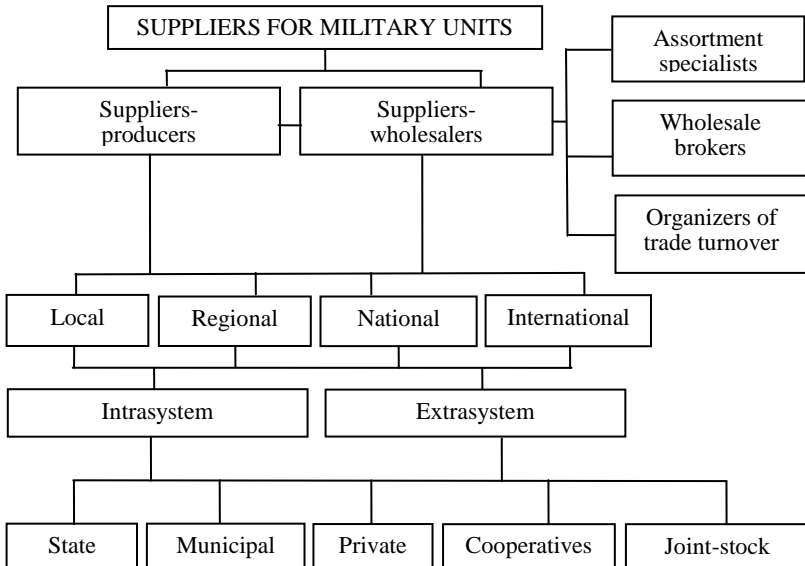 SUPPLIERS FOR MILITARY UNITS
Assortment
specialists
Suppliers-
producers
Suppliers-
wholesalers
Wholesale
brokers
Organizers of
trade turnover
Local
Regional
National
International
Intrasystem
Extrasystem
State
Municipal
Private
Cooperatives
Joint-stock